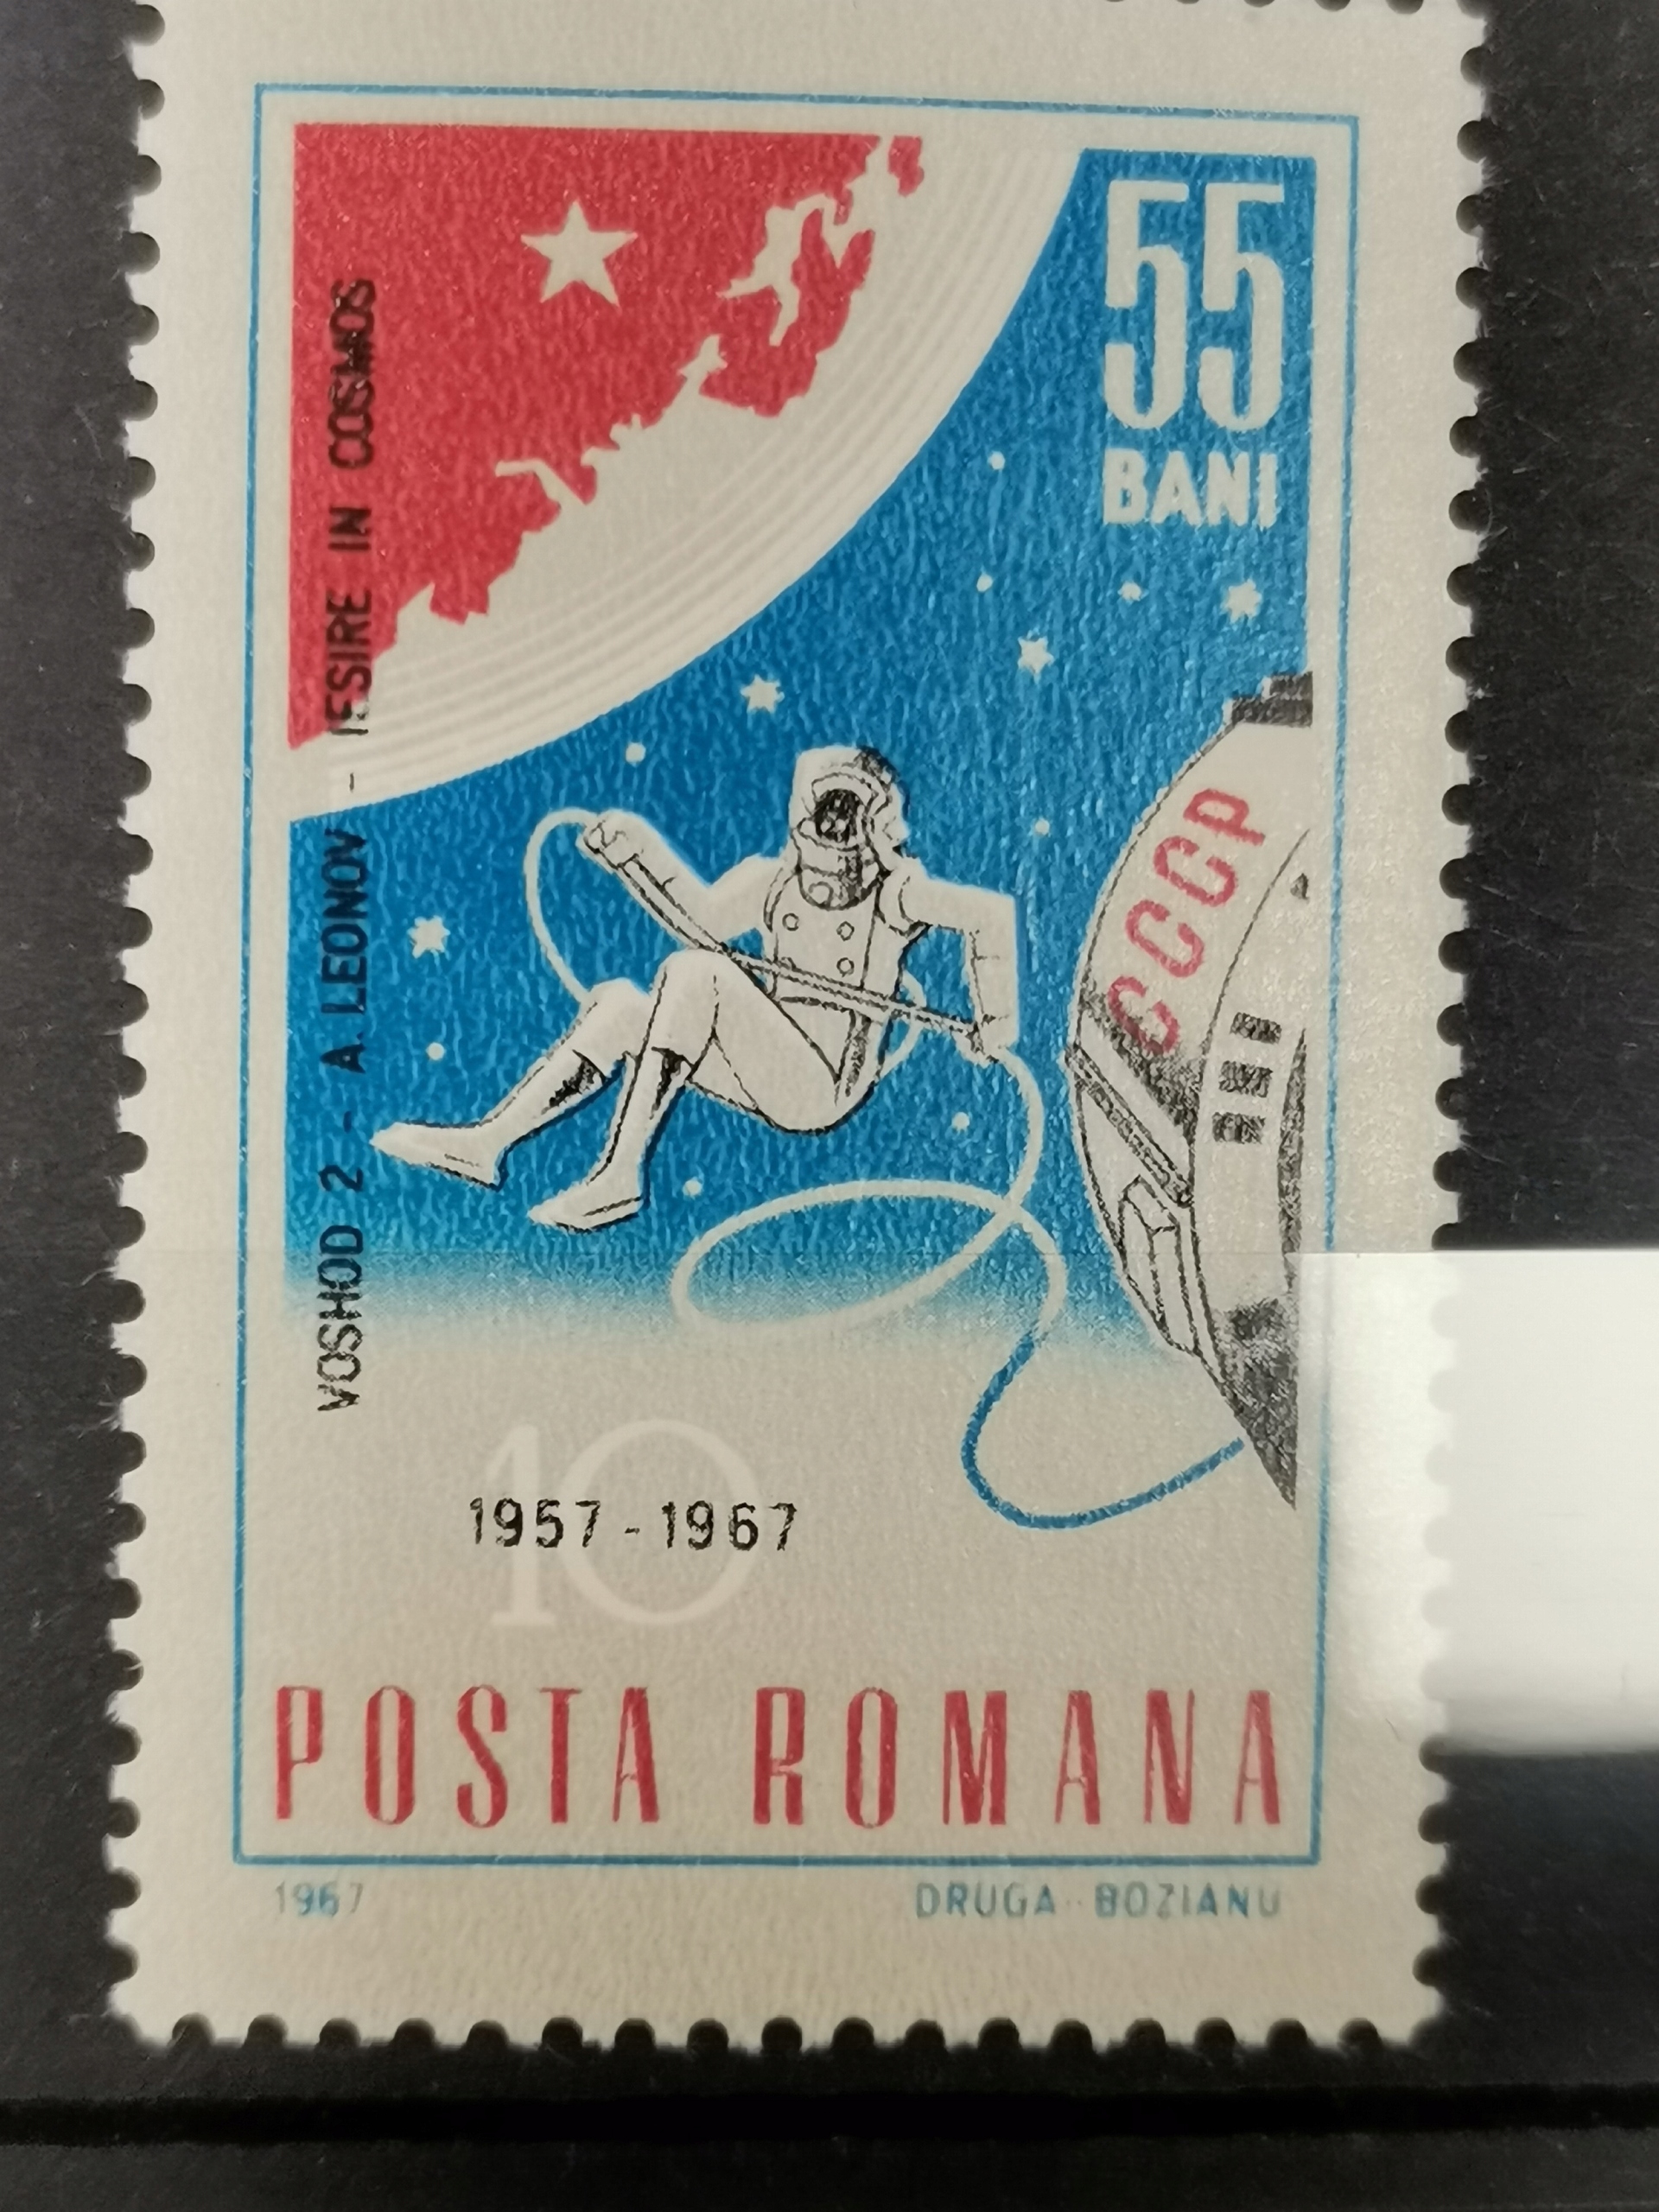 55
BANI
VOSHOD 2 - A. LEONOV - IESIRE IN COSMOS
CCCP
10
1957 - 1967
POSTA ROMANA
1967
DRUGA - BOZIANU